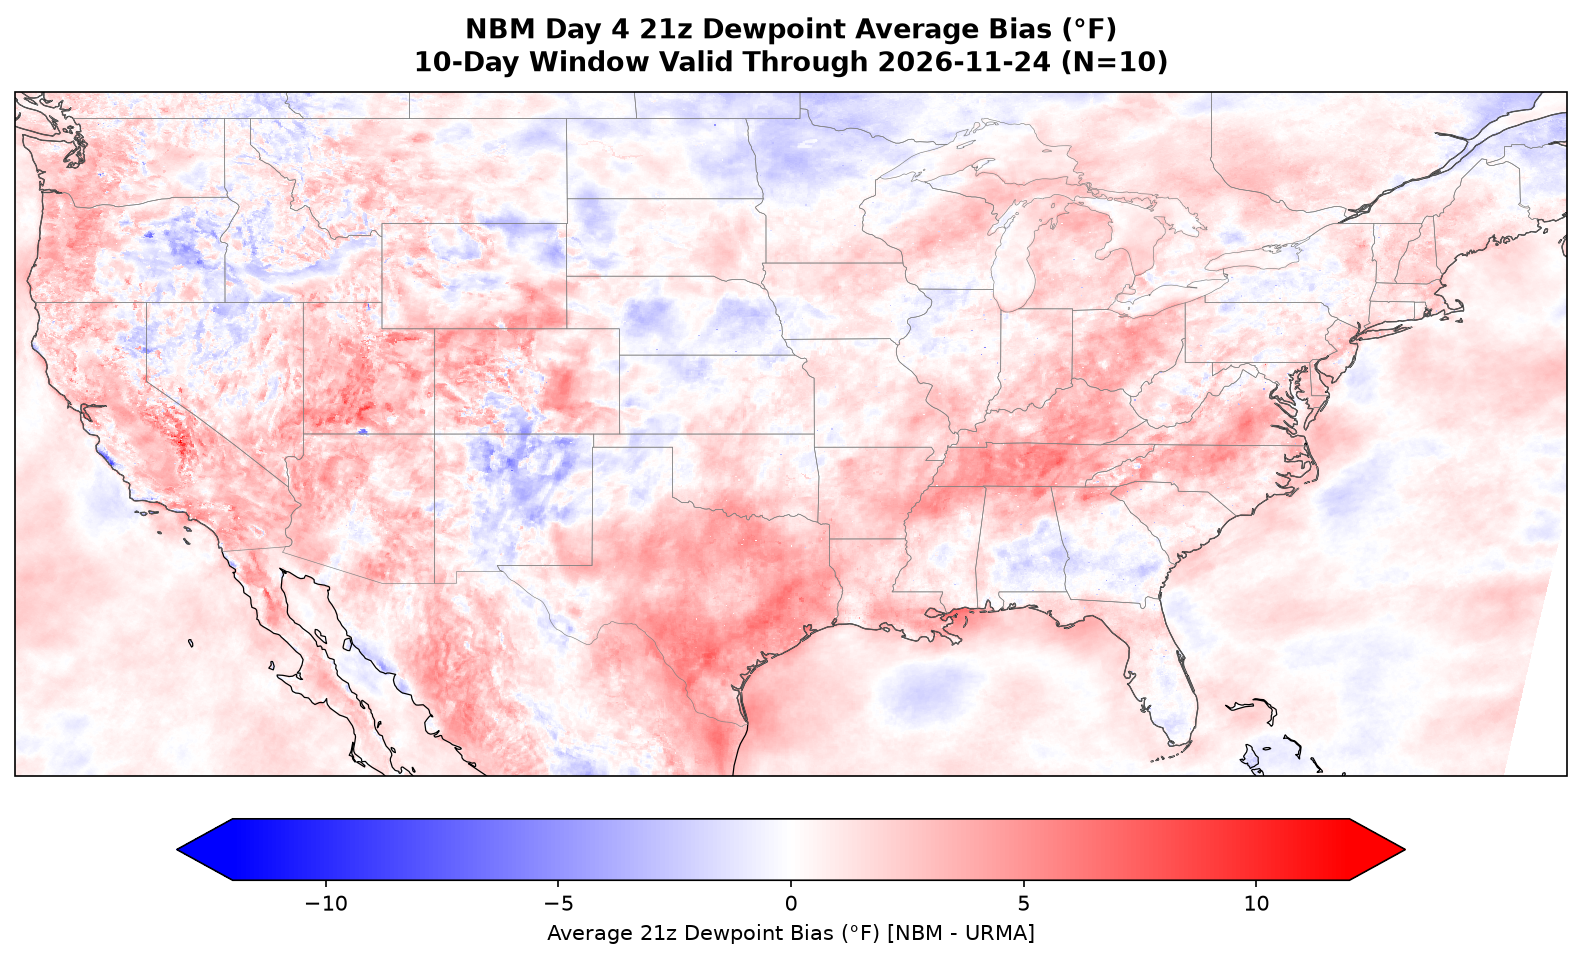 NBM Day 4 21z Dewpoint Average Bias (°F)
10-Day Window Valid Through 2026-11-24 (N=10)
−10 −5 0 5 10
Average 21z Dewpoint Bias (°F) [NBM - URMA]